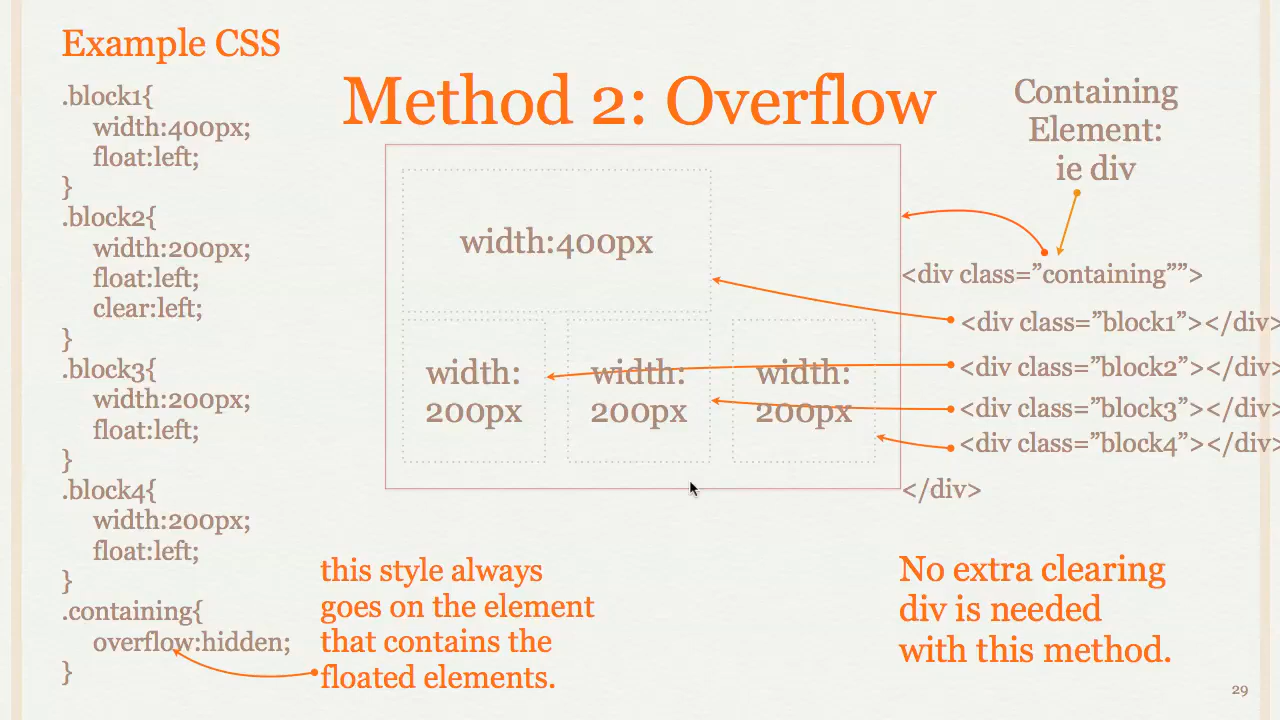 Example CSS
.block1{
width:400px;
float:left;
}
.block2{
width:200px;
float:left;
clear:left;
}
.block3{
width:200px;
float:left;
}
.block4{
width:200px;
float:left;
}
.containing{
overflow:hidden;
}
Method 2: Overflow
width:400px
width:
200px
width:
200px
width:
200px
Containing
Element:
ie div
<div class=”containing””>
<div class=”block1”></div>
<div class=”block2”></div>
<div class=”block3”></div>
<div class=”block4”></div>
</div>
this style always
goes on the element
that contains the
floated elements.
No extra clearing
div is needed
with this method.
29